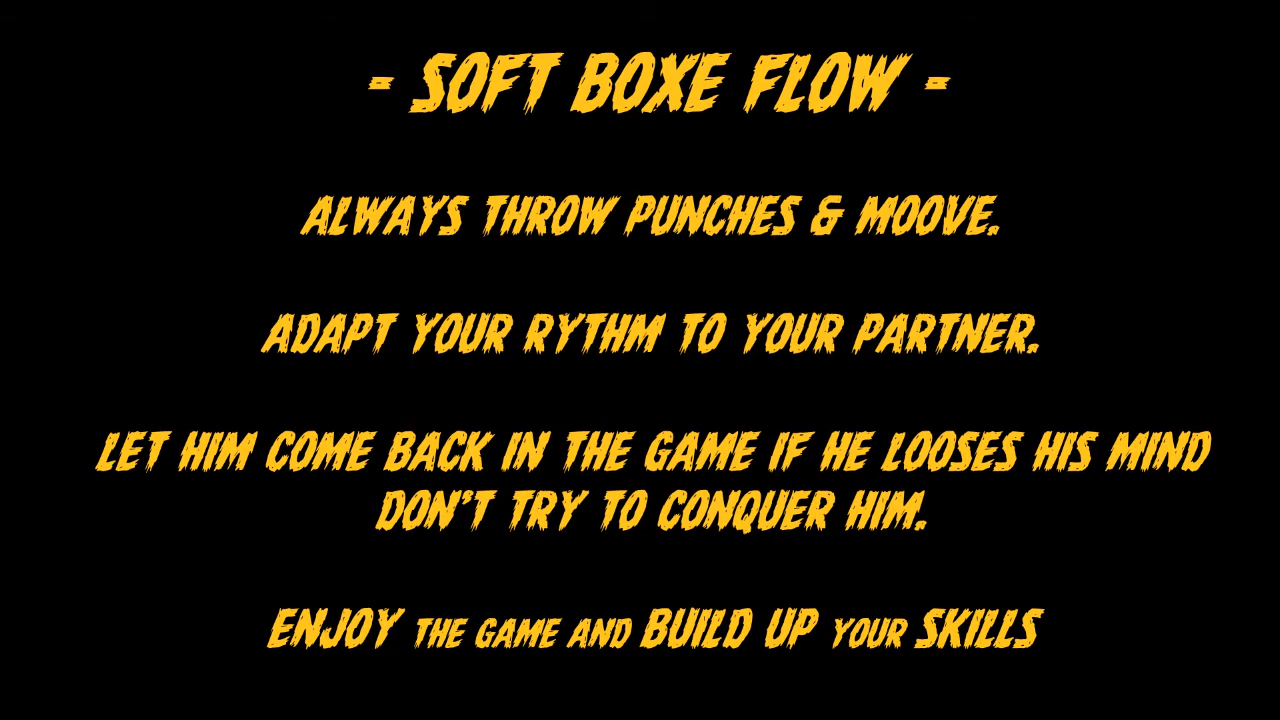 - SOFT BOXE FLOW -
ALWAYS THROW PUNCHES & MOOVE.
ADAPT YOUR RYTHM TO YOUR PARTNER.
LET HIM COME BACK IN THE GAME IF HE LOOSES HIS MIND
DON'T TRY TO CONQUER HIM.
ENJOY THE GAME AND BUILD UP YOUR SKILLS